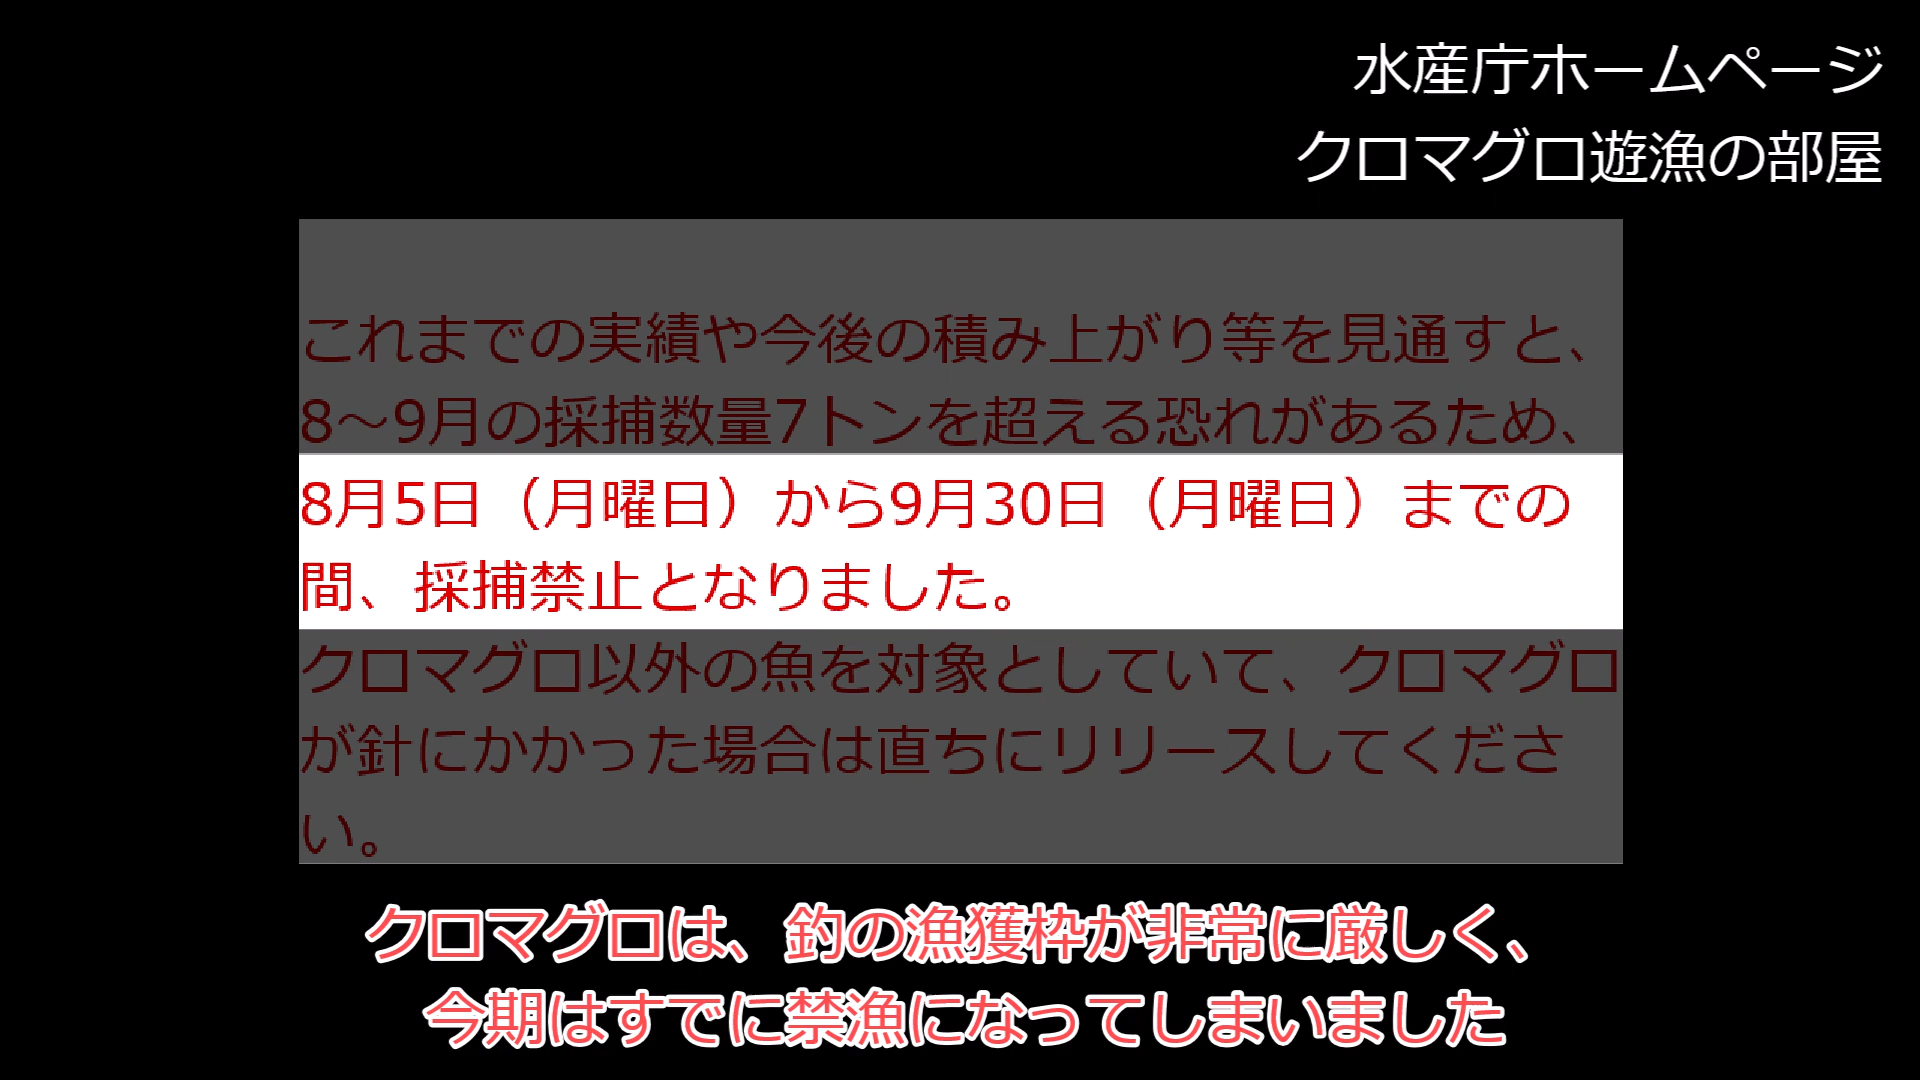 水産庁ホームページ
クロマグロ遊漁の部屋
これまでの実績や今後の積み上がり等を見通すと、
8～9月の採捕数量7トンを超える恐れがあるため、
8月5日（月曜日）から9月30日（月曜日）までの
間、採捕禁止となりました。
クロマグロ以外の魚を対象としていて、クロマグロ
が針にかかった場合は直ちにリリースしてくださ
い。
クロマグロは、釣の漁獲枠が非常に厳しく、
今期はすでに禁漁になってしまいました